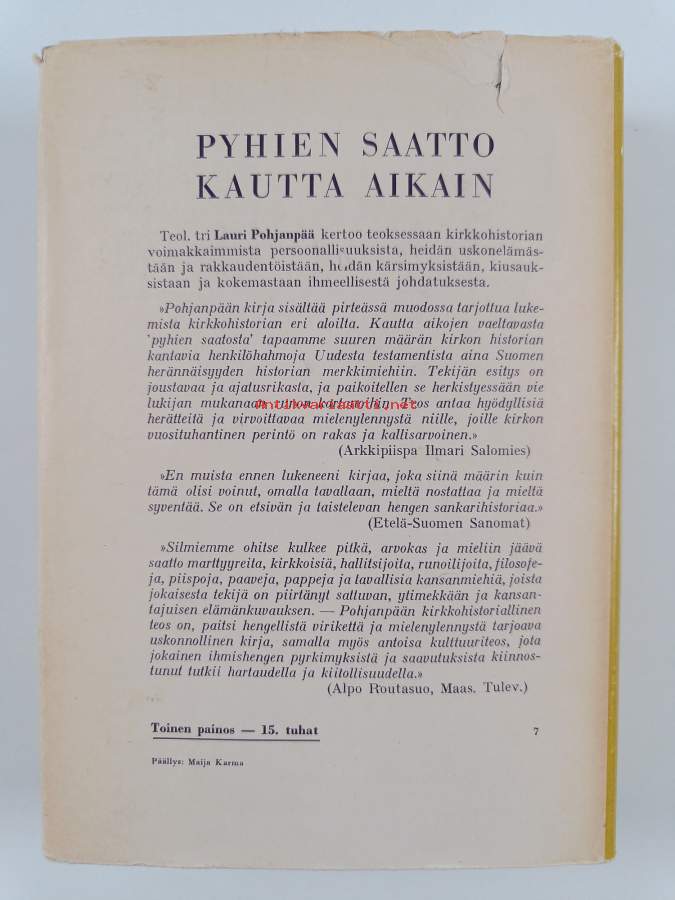 PYHIEN SAATTO
KAUTTA AIKAIN
Teol. tri Lauri Pohjanpää kertoo teoksessaan kirkkohistorian
voimakkaimmista persoonallisuuksista, heidän uskonelämäs-
tään ja rakkaudentöistään, heidän kärsimyksistään, kiusauk-
sistaan ja kokemastaan ihmeellisestä johdatuksesta.
»Pohjanpään kirja sisältää pirteässä muodossa tarjottua luke-
mista kirkkohistorian eri aloilta. Kautta aikojen vaeltavasta
'pyhien saatosta' tapaamme suuren määrän kirkon historian
kantavia henkilöhahmoja Uudesta testamentista aina Suomen
herännäisyyden historian merkkimiehiin. Tekijän esitys on
joustavaa ja ajatusrikasta, ja paikoitellen se herkistyessään vie
lukijan mukanaan runon kartanoihin. Teos antaa hyödyllisiä
antikvariaatti.net
herätteitä ja virvoittavaa mielenylennystä niille, joille kirkon
vuosituhantinen perintö on rakas ja kallisarvoinen.»
(Arkkipiispa Ilmari Salomies)
»En muista ennen lukeneeni kirjaa, joka siinä määrin kuin
tämä olisi voinut, omalla tavallaan, mieltä nostattaa ja mieltä
syventää. Se on etsivän ja taistelevan hengen sankarihistoriaa.»
(Etelä-Suomen Sanomat)
»Silmiemme ohitse kulkee pitkä, arvokas ja mieliin jäävä
saatto marttyyreita, kirkkoisiä, hallitsijoita, runoilijoita, filosofe-
ja, piispoja, paaveja, pappeja ja tavallisia kansanmiehiä, joista
jokaisesta tekijä on piirtänyt sattuvan, ytimekkään ja kansan-
tajuisen elämänkuvauksen. — Pohjanpään kirkkohistoriallinen
teos on, paitsi hengellistä virikettä ja mielenylennystä tarjoava
uskonnollinen kirja, samalla myös antoisa kulttuuriteos, jota
jokainen ihmishengen pyrkimyksistä ja saavutuksista kiinnos-
tunut tutkii hartaudella ja kiitollisuudella.»
(Alpo Routasuo, Maas. Tulev.)
Toinen painos — 15. tuhat
7
Päällys: Maija Karma